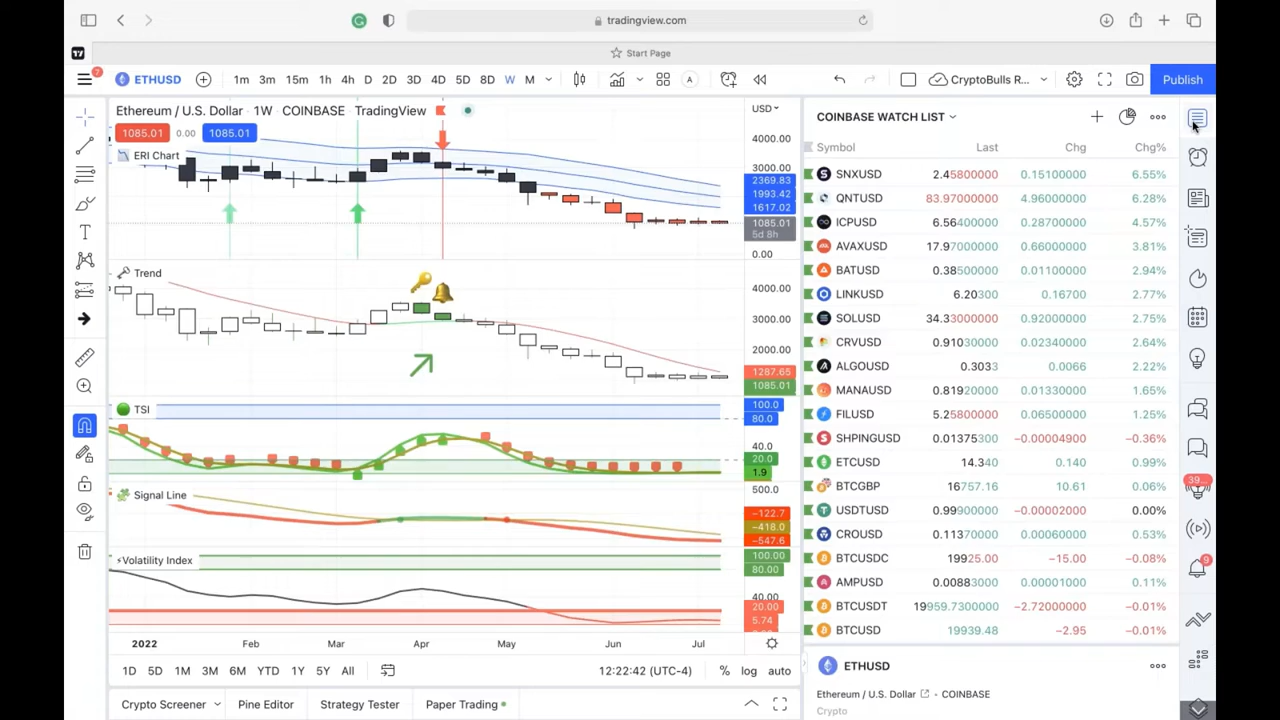 tradingview.com
Start Page
7
ETHUSD
1m 3m 15m 1h 4h D 2D 3D 4D 5D 8D W M
A
CryptoBulls R...
Publish
Ethereum / U.S. Dollar · 1W · COINBASE TradingView
USD
1085.01 0.00 1085.01
ERI Chart
4000.00
3000.00
2369.83
1993.42
1617.02
1085.01
5d 8h
0.00
Trend
4000.00
3000.00
2000.00
1287.65
1085.01
TSI
100.0
80.0
40.0
20.0
1.9
Signal Line
500.0
−122.7
−418.0
−547.6
⚡Volatility Index
100.00
80.00
40.00
20.00
5.74
2022 Feb Mar Apr May Jun Jul
1D 5D 1M 3M 6M YTD 1Y 5Y All
12:22:42 (UTC-4) % log auto
Crypto Screener Pine Editor Strategy Tester Paper Trading
COINBASE WATCH LIST
Symbol Last Chg Chg%
SNXUSD 2.45800000 0.15100000 6.55%
QNTUSD 83.97000000 4.96000000 6.28%
ICPUSD 6.56400000 0.28700000 4.57%
AVAXUSD 17.97000000 0.66000000 3.81%
BATUSD 0.38500000 0.01100000 2.94%
LINKUSD 6.20300 0.16700 2.77%
SOLUSD 34.33000000 0.92000000 2.75%
CRVUSD 0.91030000 0.02340000 2.64%
ALGOUSD 0.3033 0.0066 2.22%
MANAUSD 0.81920000 0.01330000 1.65%
FILUSD 5.25800000 0.06500000 1.25%
SHPINGUSD 0.01375300 −0.00004900 −0.36%
ETCUSD 14.340 0.140 0.99%
BTCGBP 16757.16 10.61 0.06%
USDTUSD 0.99900000 −0.00002000 0.00%
CROUSD 0.11370000 0.00060000 0.53%
BTCUSDC 19925.00 −15.00 −0.08%
AMPUSD 0.00883000 0.00001000 0.11%
BTCUSDT 19959.7300000 −2.72000000 −0.01%
BTCUSD 19939.48 −2.95 −0.01%
39...
9
ETHUSD
Ethereum / U.S. Dollar · COINBASE
Crypto